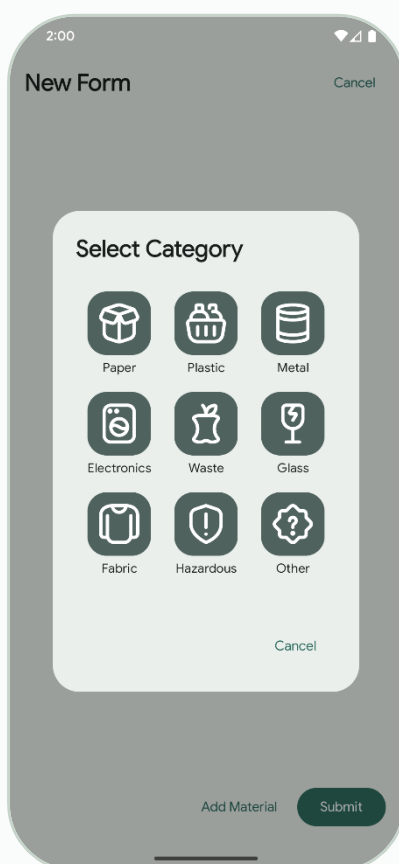 2:00
New Form
Cancel
Select Category
Paper
Plastic
Metal
Electronics
Waste
Glass
Fabric
Hazardous
Other
Cancel
Add Material
Submit